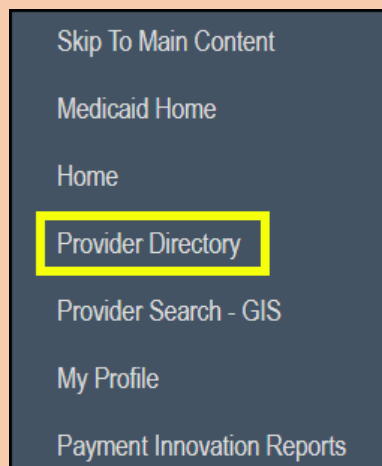 Skip To Main Content
Medicaid Home
Home
Provider Directory
Provider Search - GIS
My Profile
Payment Innovation Reports